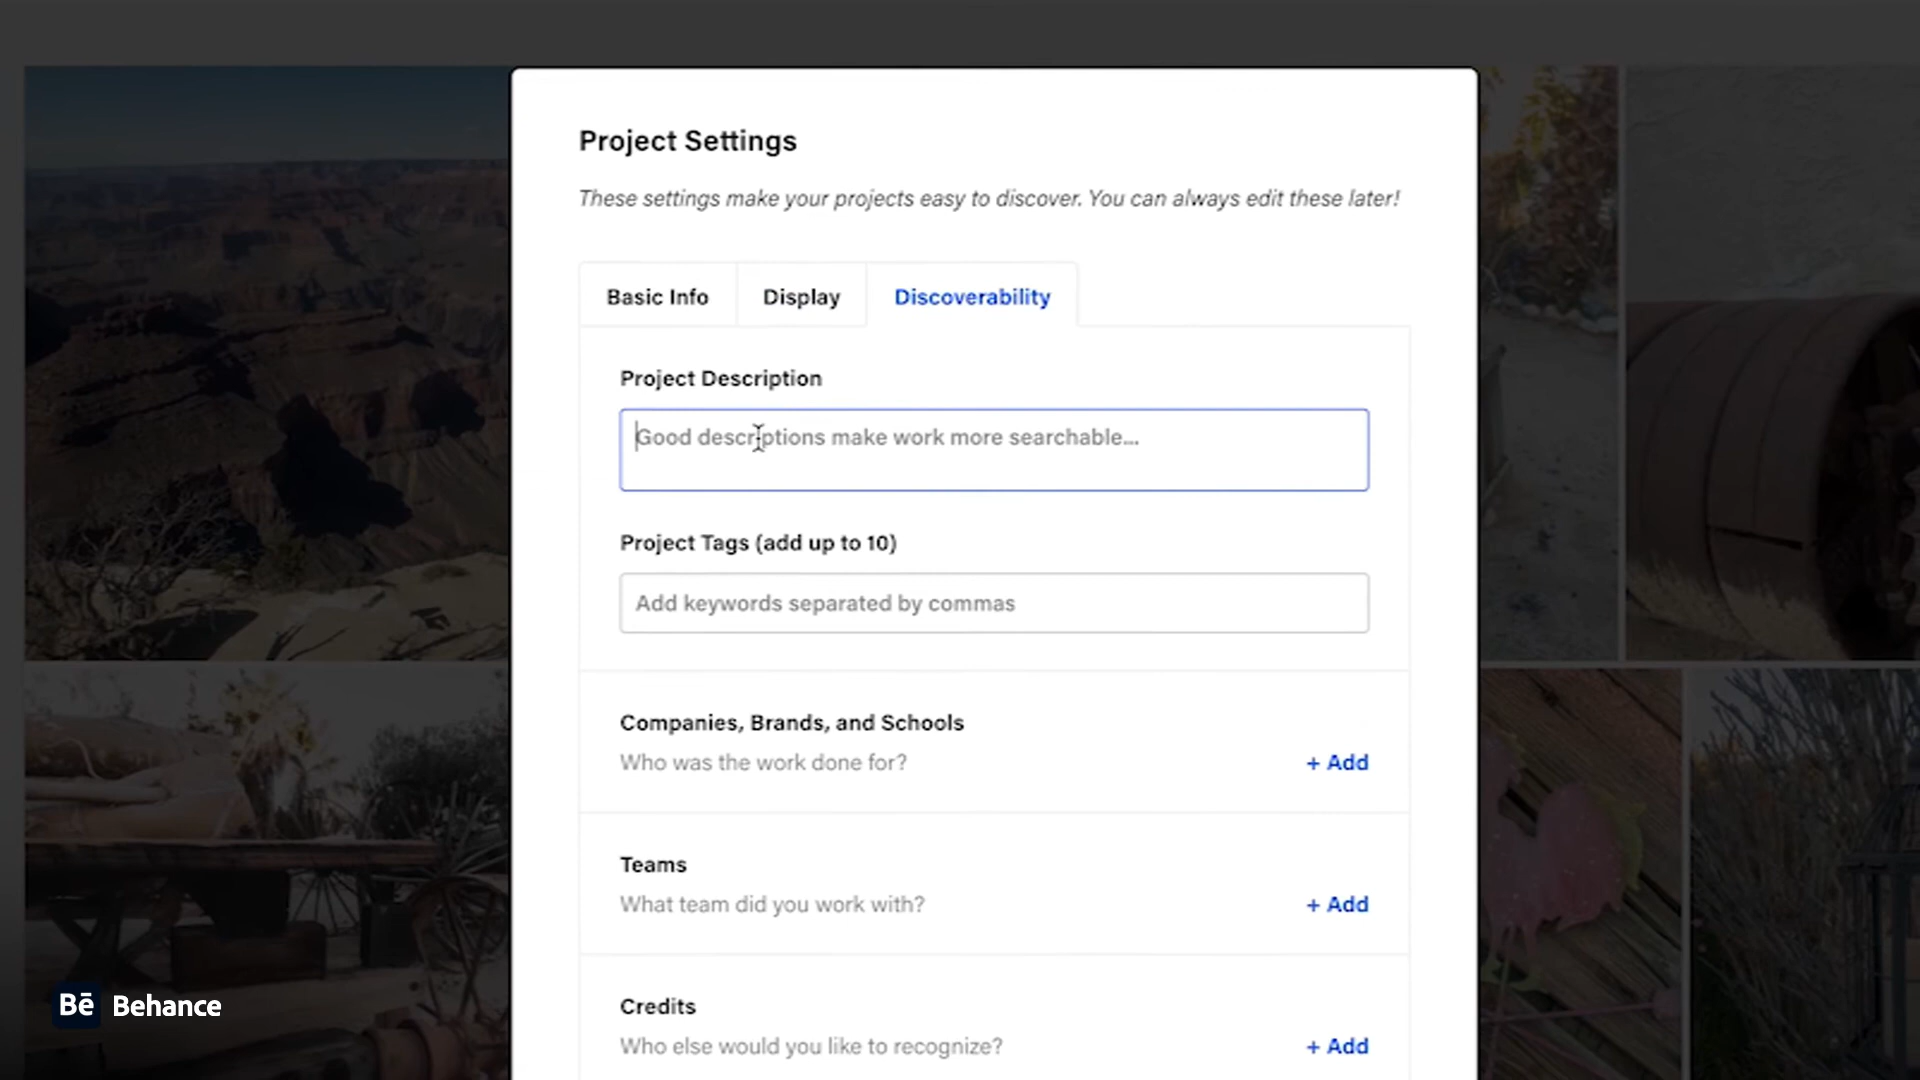 Project Settings
These settings make your projects easy to discover. You can always edit these later!
Basic Info
Display
Discoverability
Project Description
Good descriptions make work more searchable...
Project Tags (add up to 10)
Add keywords separated by commas
Companies, Brands, and Schools
Who was the work done for?
+ Add
Teams
What team did you work with?
+ Add
Credits
Who else would you like to recognize?
+ Add
Bē Behance